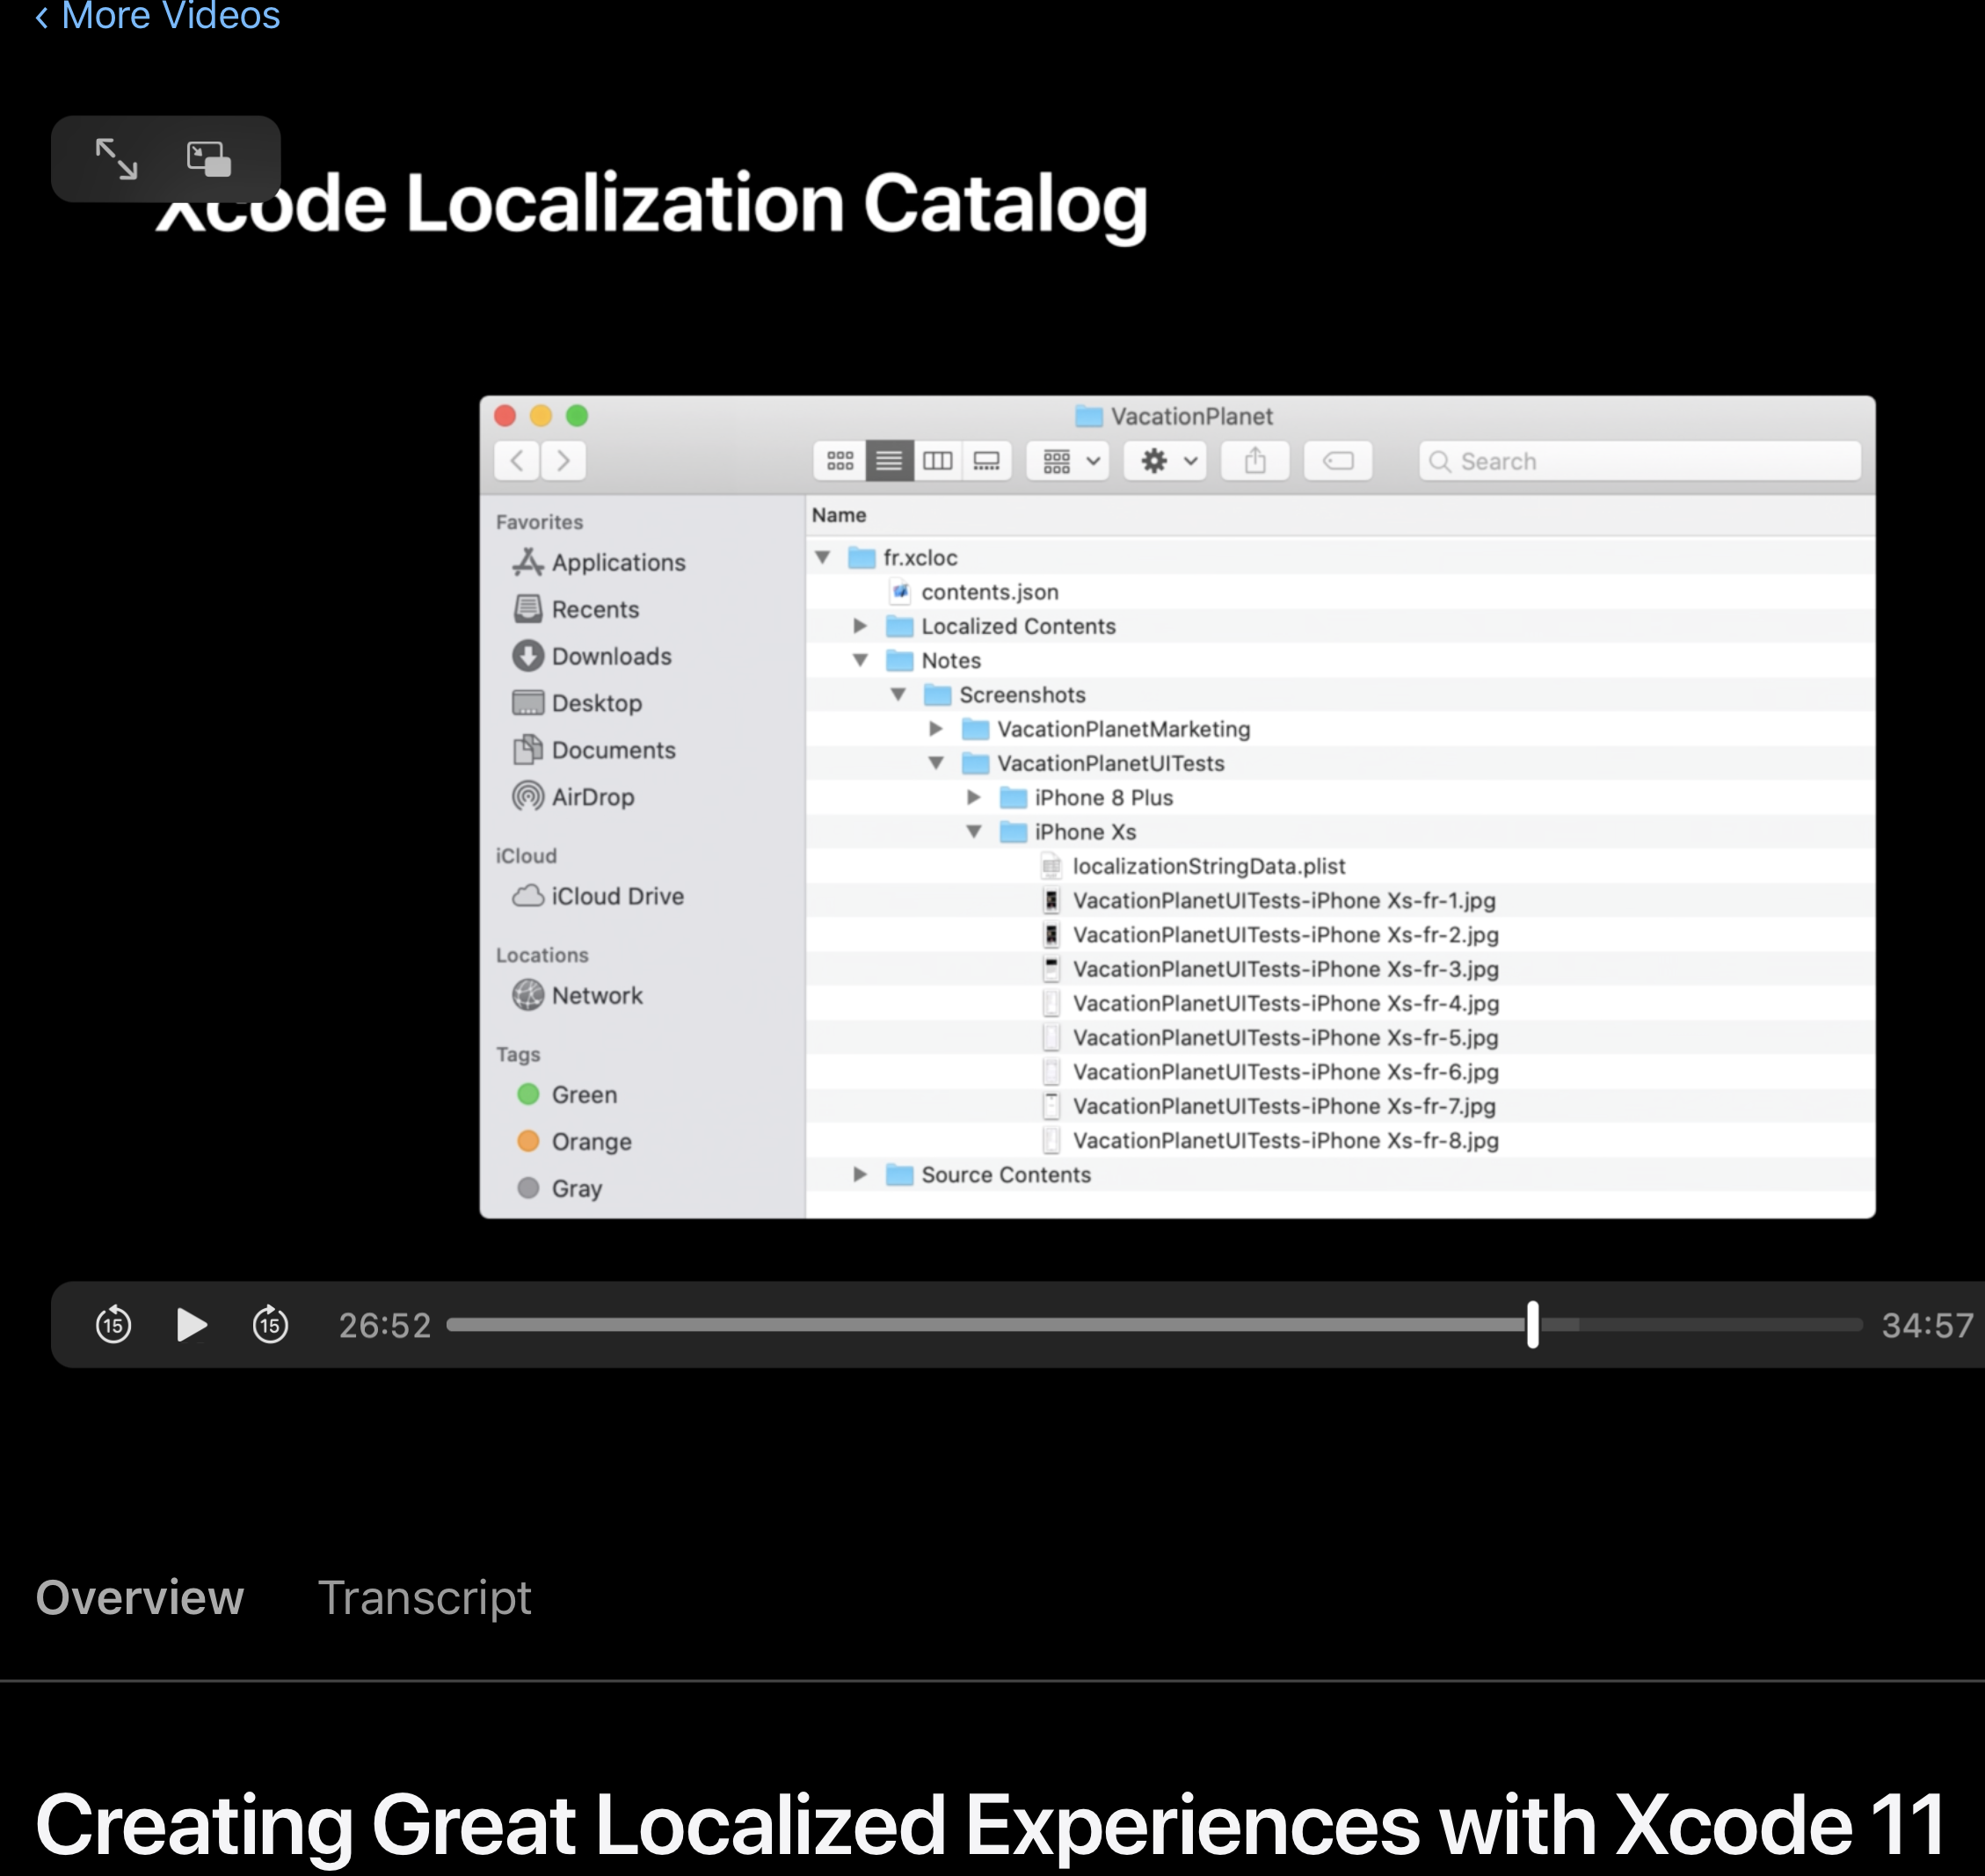 ‹ More Videos
Xcode Localization Catalog
VacationPlanet
Search
Favorites
Applications
Recents
Downloads
Desktop
Documents
AirDrop
iCloud
iCloud Drive
Locations
Network
Tags
Green
Orange
Gray
Name
fr.xcloc
contents.json
Localized Contents
Notes
Screenshots
VacationPlanetMarketing
VacationPlanetUITests
iPhone 8 Plus
iPhone Xs
localizationStringData.plist
VacationPlanetUITests-iPhone Xs-fr-1.jpg
VacationPlanetUITests-iPhone Xs-fr-2.jpg
VacationPlanetUITests-iPhone Xs-fr-3.jpg
VacationPlanetUITests-iPhone Xs-fr-4.jpg
VacationPlanetUITests-iPhone Xs-fr-5.jpg
VacationPlanetUITests-iPhone Xs-fr-6.jpg
VacationPlanetUITests-iPhone Xs-fr-7.jpg
VacationPlanetUITests-iPhone Xs-fr-8.jpg
Source Contents
15 15 26:52 34:57
Overview Transcript
Creating Great Localized Experiences with Xcode 11